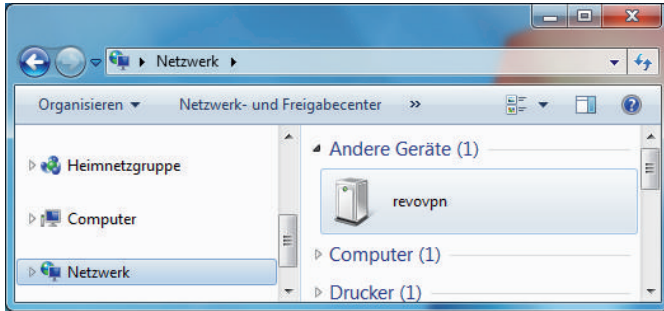 Netzwerk
Organisieren Netzwerk- und Freigabecenter »
Heimnetzgruppe
Computer
Netzwerk
Andere Geräte (1)
revovpn
Computer (1)
Drucker (1)